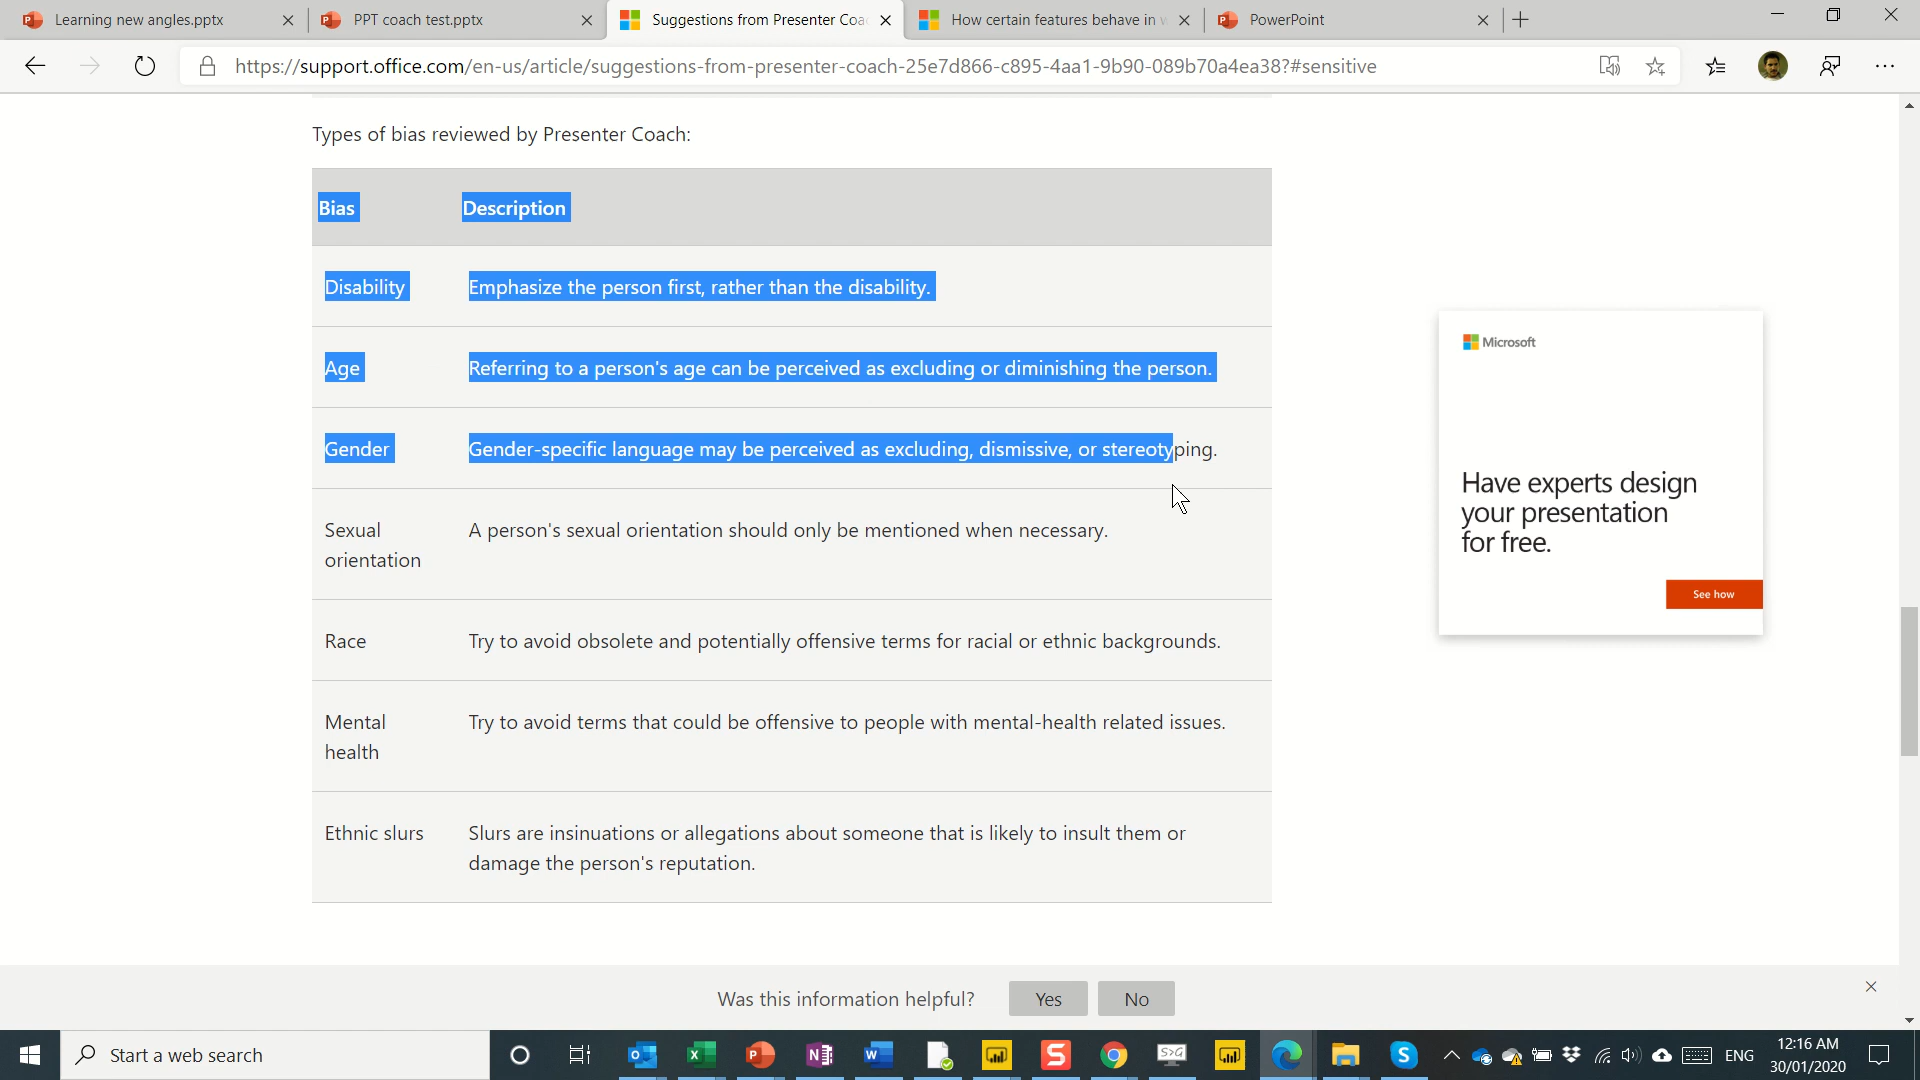 Learning new angles.pptx
PPT coach test.pptx
Suggestions from Presenter Coa
How certain features behave in
PowerPoint
https://support.office.com/en-us/article/suggestions-from-presenter-coach-25e7d866-c895-4aa1-9b90-089b70a4ea38?#sensitive
Types of bias reviewed by Presenter Coach:
Bias Description
Disability Emphasize the person first, rather than the disability.
Age Referring to a person's age can be perceived as excluding or diminishing the person.
Gender Gender-specific language may be perceived as excluding, dismissive, or stereotyping.
Sexual A person's sexual orientation should only be mentioned when necessary.
orientation
Race Try to avoid obsolete and potentially offensive terms for racial or ethnic backgrounds.
Mental Try to avoid terms that could be offensive to people with mental-health related issues.
health
Ethnic slurs Slurs are insinuations or allegations about someone that is likely to insult them or
damage the person's reputation.
Microsoft
Have experts design
your presentation
for free.
See how
Was this information helpful? Yes No
Start a web search
ENG
12:16 AM
30/01/2020